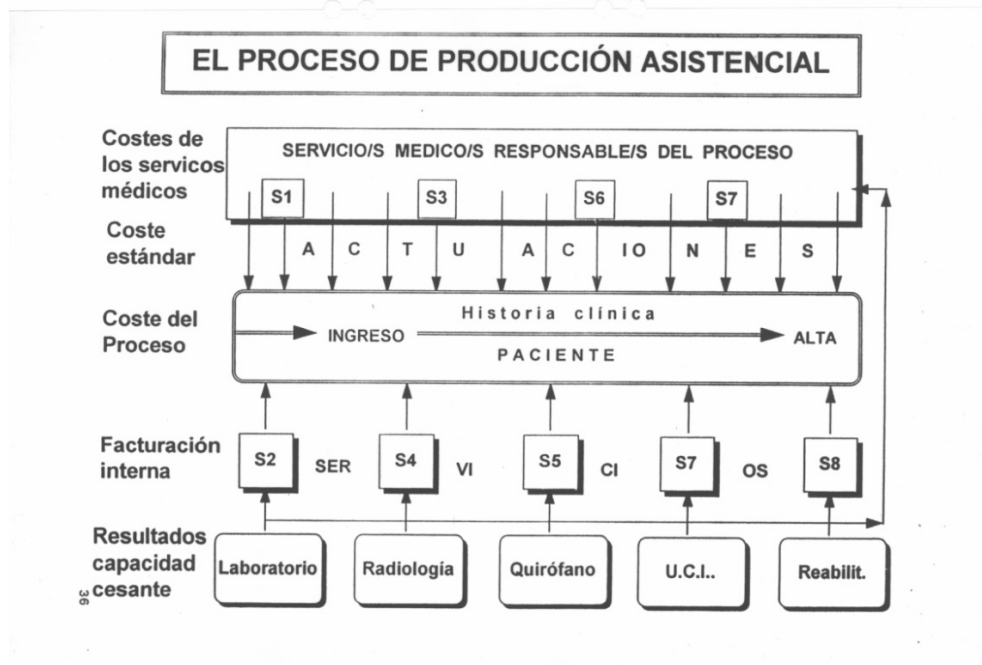 EL PROCESO DE PRODUCCIÓN ASISTENCIAL
Costes de
los servicos
médicos
SERVICIO/S MEDICO/S RESPONSABLE/S DEL PROCESO
S1 S3 S6 S7
Coste
estándar
A C T U A C I O N E S
Coste del
Proceso
Historia clínica
INGRESO ALTA
PACIENTE
Facturación
interna
S2 SER S4 VI S5 CI S7 OS S8
Resultados
capacidad
cesante
Laboratorio Radiología Quirófano U.C.I.. Reabilit.
36